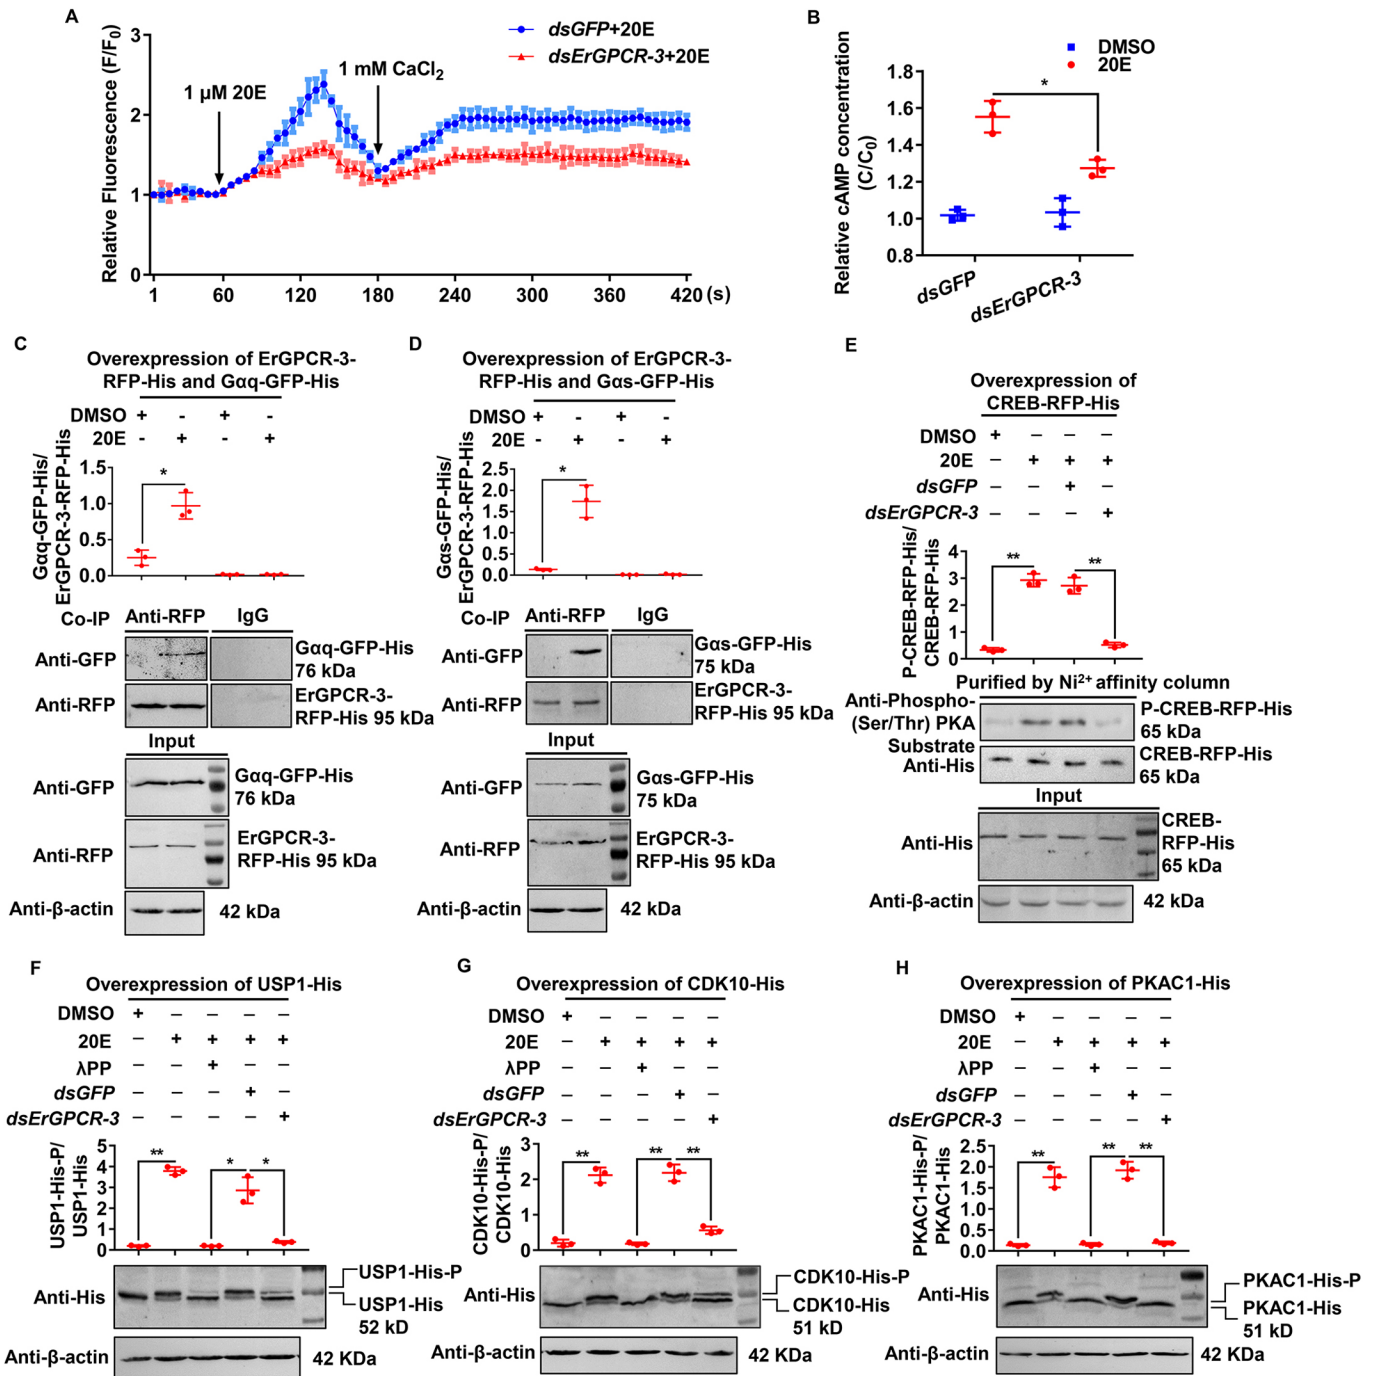 A
Relative Fluorescence (F/F0)
3
2
1
0
1 μM 20E
1 mM CaCl2
dsGFP+20E
dsErGPCR-3+20E
1 60 120 180 240 300 360 420 (s)
B
Relative cAMP concentration
(C/C0)
DMSO
20E
1.8
1.6
1.4
1.2
1.0
0.8
*
dsGFP
dsErGPCR-3
C
Overexpression of ErGPCR-3-
RFP-His and Gαq-GFP-His
DMSO + - + -
20E - + - +
Gαq-GFP-His/
ErGPCR-3-RFP-His
1.5
1.0
0.5
0.0
*
Co-IP Anti-RFP IgG
Anti-GFP
Gαq-GFP-His
76 kDa
Anti-RFP
ErGPCR-3-
RFP-His 95 kDa
Input
Anti-GFP
Gαq-GFP-His
76 kDa
Anti-RFP
ErGPCR-3-
RFP-His 95 kDa
Anti-β-actin 42 kDa
D
Overexpression of ErGPCR-3-
RFP-His and Gαs-GFP-His
DMSO + - + -
20E - + - +
Gαs-GFP-His/
ErGPCR-3-RFP-His
2.5
2.0
1.5
1.0
0.5
0.0
*
Co-IP Anti-RFP IgG
Anti-GFP
Gαs-GFP-His
75 kDa
Anti-RFP
ErGPCR-3-
RFP-His 95 kDa
Input
Anti-GFP
Gαs-GFP-His
75 kDa
Anti-RFP
ErGPCR-3-
RFP-His 95 kDa
Anti-β-actin 42 kDa
E
Overexpression of
CREB-RFP-His
DMSO + – – –
20E – + + +
dsGFP – – + –
dsErGPCR-3 – – – +
P-CREB-RFP-His/
CREB-RFP-His
4
3
2
1
0
** **
Purified by Ni2+ affinity column
Anti-Phospho-
(Ser/Thr) PKA
Substrate
P-CREB-RFP-His
65 kDa
Anti-His
CREB-RFP-His
65 kDa
Input
Anti-His
CREB-
RFP-His
65 kDa
Anti-β-actin 42 kDa
F
Overexpression of USP1-His
DMSO + – – – –
20E – + + + +
λPP – – + – –
dsGFP – – – + –
dsErGPCR-3 – – – – +
USP1-His-P/
USP1-His
5
4
3
2
1
0
** * *
Anti-His
USP1-His-P
USP1-His
52 kD
Anti-β-actin 42 KDa
G
Overexpression of CDK10-His
DMSO + – – – –
20E – + + + +
λPP – – + – –
dsGFP – – – + –
dsErGPCR-3 – – – – +
CDK10-His-P/
CDK10-His
3
2
1
0
** ** **
Anti-His
CDK10-His-P
CDK10-His
51 kD
Anti-β-actin 42 KDa
H
Overexpression of PKAC1-His
DMSO + – – – –
20E – + + + +
λPP – – + – –
dsGFP – – – + –
dsErGPCR-3 – – – – +
PKAC1-His-P/
PKAC1-His
2.5
2.0
1.5
1.0
0.5
0.0
** ** **
Anti-His
PKAC1-His-P
PKAC1-His
51 kD
Anti-β-actin 42 KDa